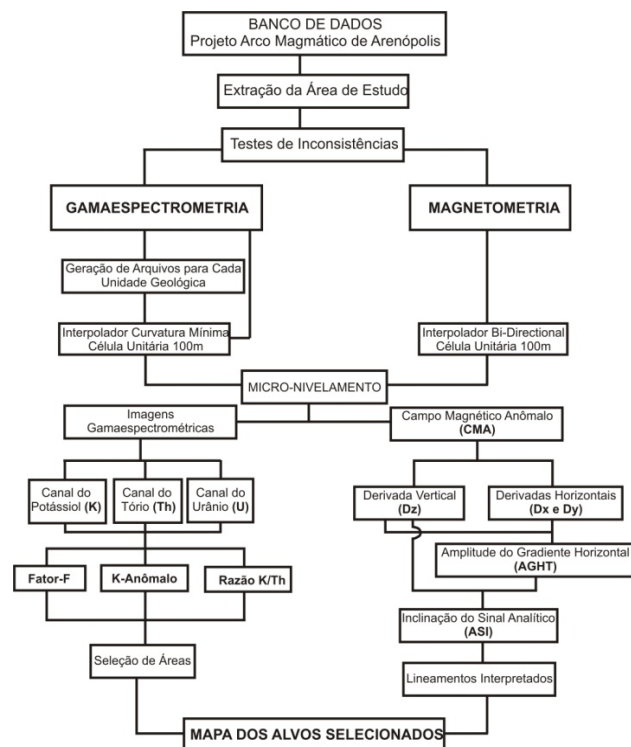 BANCO DE DADOS
Projeto Arco Magmático de Arenópolis
Extração da Área de Estudo
Testes de Inconsistências
GAMAESPECTROMETRIA
MAGNETOMETRIA
Geração de Arquivos para Cada
Unidade Geológica
Interpolador Curvatura Mínima
Célula Unitária 100m
Interpolador Bi-Directional
Célula Unitária 100m
MICRO-NIVELAMENTO
Imagens
Gamaespectrométricas
Campo Magnético Anômalo
(CMA)
Canal do
Potássiol (K)
Canal do
Tório (Th)
Canal do
Urânio (U)
Derivada Vertical
(Dz)
Derivadas Horizontais
(Dx e Dy)
Amplitude do Gradiente Horizontal
(AGHT)
Fator-F
K-Anômalo
Razão K/Th
Inclinação do Sinal Analítico
(ASI)
Seleção de Áreas
Lineamentos Interpretados
MAPA DOS ALVOS SELECIONADOS